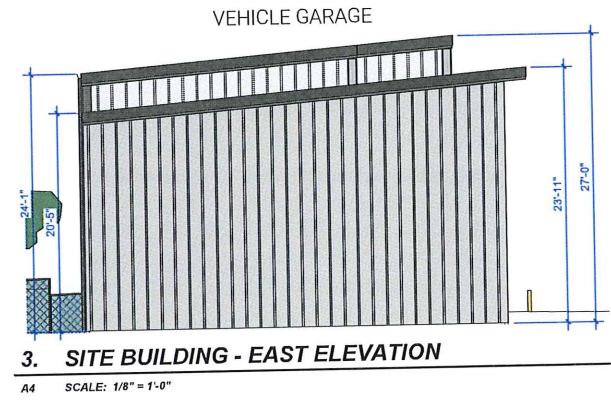 VEHICLE GARAGE
24'-1"
20'-5"
23'-11"
27'-0"
3. SITE BUILDING - EAST ELEVATION
A4 SCALE: 1/8" = 1'-0"